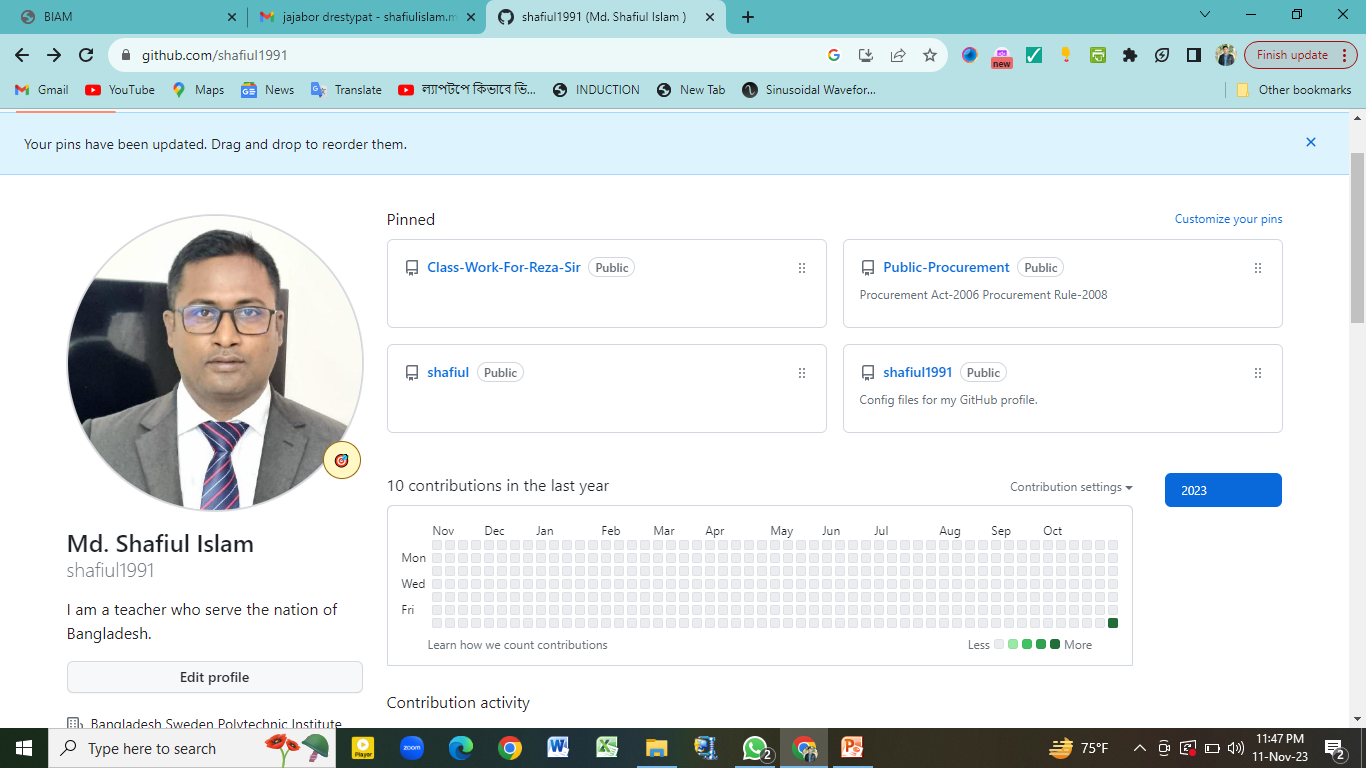 BIAM
jajabor drestypat - shafiulislam.m
shafiul1991 (Md. Shafiul Islam )
github.com/shafiul1991
new
Finish update
Gmail
YouTube
Maps
News
Translate
ল্যাপটপে কিভাবে ভি...
INDUCTION
New Tab
Sinusoidal Wavefor...
Other bookmarks
Your pins have been updated. Drag and drop to reorder them.
Pinned
Customize your pins
Class-Work-For-Reza-Sir Public
Public-Procurement Public
Procurement Act-2006 Procurement Rule-2008
shafiul Public
shafiul1991 Public
Config files for my GitHub profile.
10 contributions in the last year
Contribution settings
2023
Nov Dec Jan Feb Mar Apr May Jun Jul Aug Sep Oct
Mon
Wed
Fri
Learn how we count contributions
Less More
Md. Shafiul Islam
shafiul1991
I am a teacher who serve the nation of
Bangladesh.
Edit profile
Bangladesh Sweden Polytechnic Institute
Contribution activity
Type here to search
Player
zoom
2
75°F
11:47 PM
11-Nov-23
2